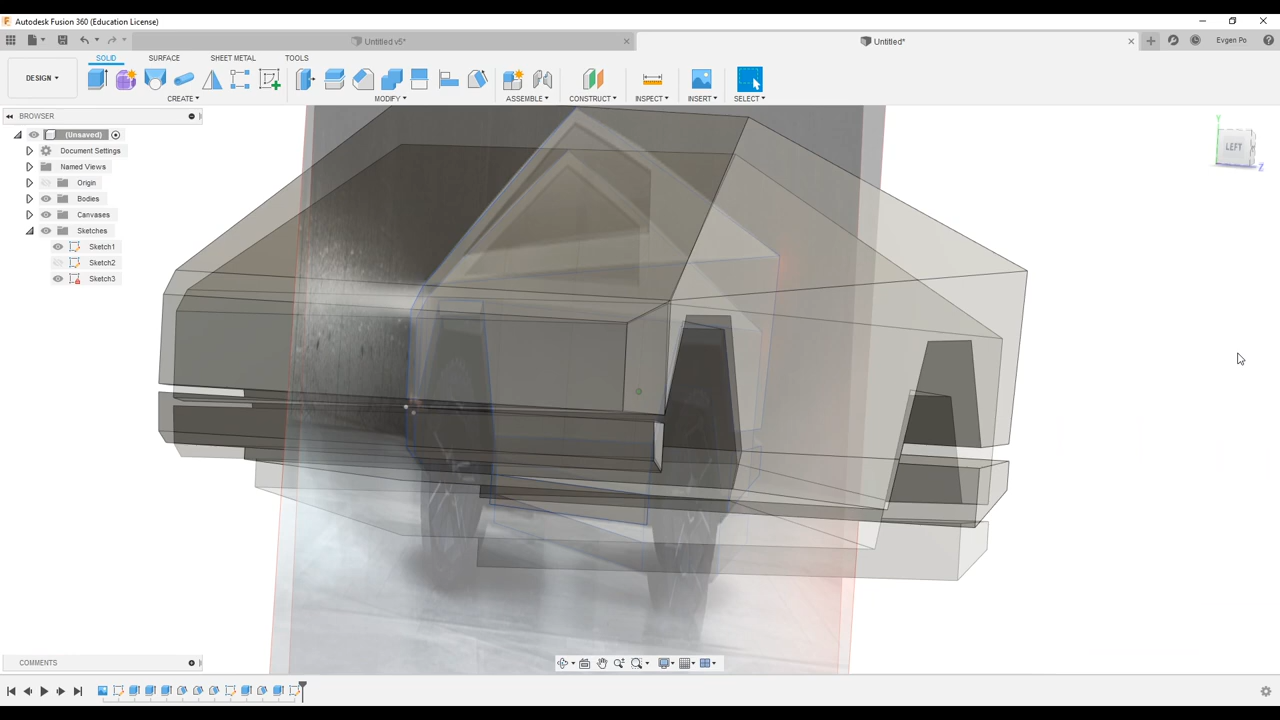 Autodesk Fusion 360 (Education License)
Untitled v5*
Untitled*
Evgen Po
SOLID SURFACE SHEET METAL TOOLS
DESIGN
CREATE MODIFY ASSEMBLE CONSTRUCT INSPECT INSERT SELECT
BROWSER
(Unsaved)
Document Settings
Named Views
Origin
Bodies
Canvases
Sketches
Sketch1
Sketch2
Sketch3
Y
LEFT
Z
COMMENTS